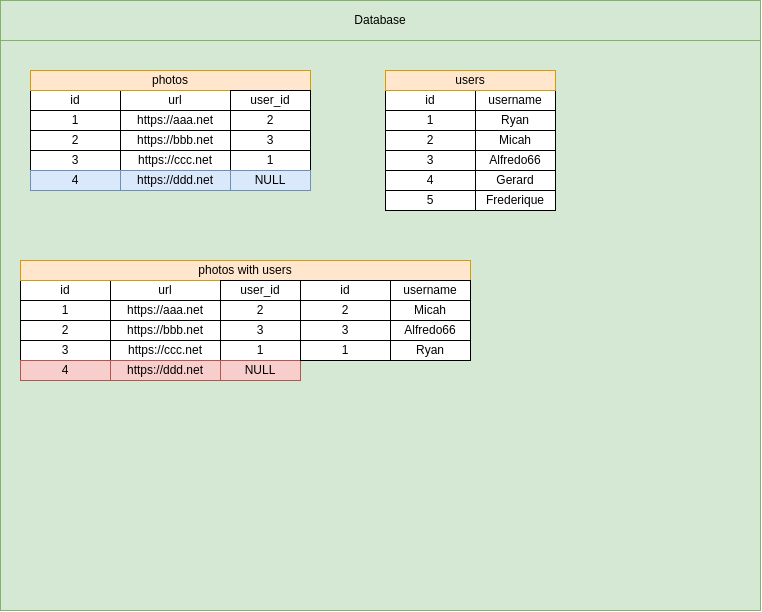 Database
photos
id url user_id
1 https://aaa.net 2
2 https://bbb.net 3
3 https://ccc.net 1
4 https://ddd.net NULL
users
id username
1 Ryan
2 Micah
3 Alfredo66
4 Gerard
5 Frederique
photos with users
id url user_id id username
1 https://aaa.net 2 2 Micah
2 https://bbb.net 3 3 Alfredo66
3 https://ccc.net 1 1 Ryan
4 https://ddd.net NULL